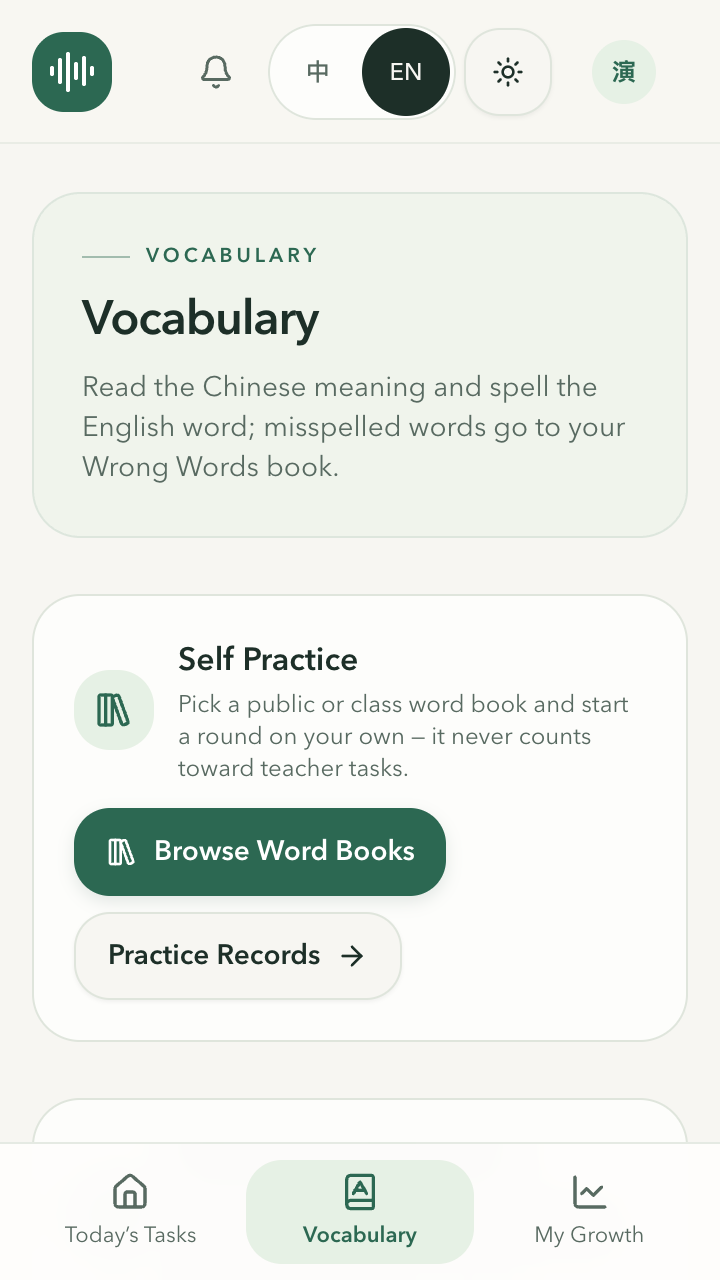 中
EN
演
VOCABULARY
Vocabulary
Read the Chinese meaning and spell the
English word; misspelled words go to your
Wrong Words book.
Self Practice
Pick a public or class word book and start
a round on your own – it never counts
toward teacher tasks.
Browse Word Books
Practice Records →
Today’s Tasks
Vocabulary
My Growth